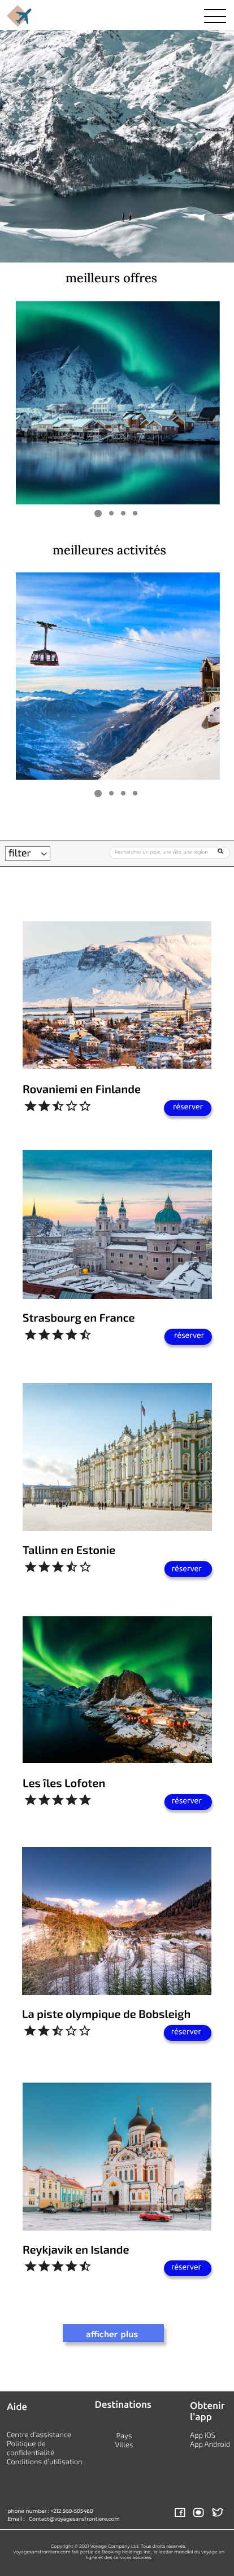 meilleurs offres
meilleures activités
filter
Recherchez un pays, une ville, une région
Rovaniemi en Finlande
réserver
Strasbourg en France
réserver
Tallinn en Estonie
réserver
Les îles Lofoten
réserver
La piste olympique de Bobsleigh
réserver
Reykjavik en Islande
réserver
afficher plus
Aide
Centre d'assistance
Politique de
confidentialité
Conditions d'utilisation
Destinations
Pays
Villes
Obtenir
l'app
App iOS
App Android
phone number : +212 560-505460
Email : Contact@voyagesansfrontiere.com
Copyright © 2021 Voyage Company Ltd. Tous droits réservés.
voyagesansfrontiere.com fait partie de Booking Holdings Inc., le leader mondial du voyage en
ligne et des services associés.